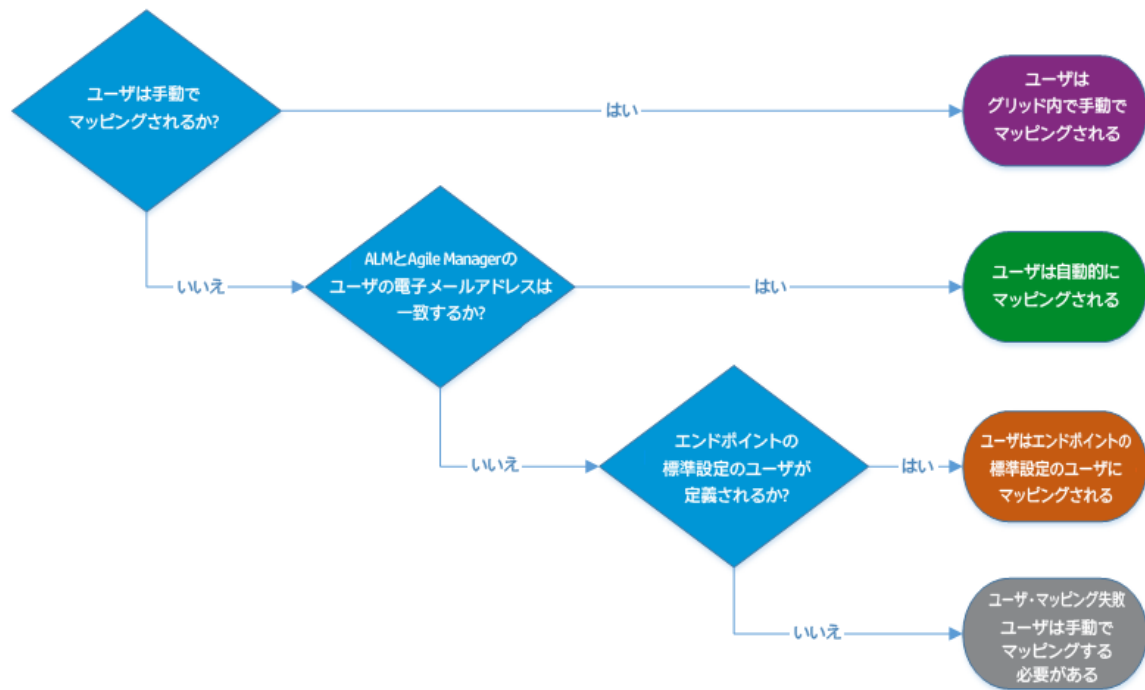 ユーザは手動で
マッピングされるか?
はい
ユーザは
グリッド内で手動で
マッピングされる
いいえ
ALMとAgile Managerの
ユーザの電子メールアドレスは
一致するか?
はい
ユーザは自動的に
マッピングされる
いいえ
エンドポイントの
標準設定のユーザが
定義されるか?
はい
ユーザはエンドポイントの
標準設定のユーザに
マッピングされる
いいえ
ユーザ・マッピング失敗
ユーザは手動で
マッピングする
必要がある